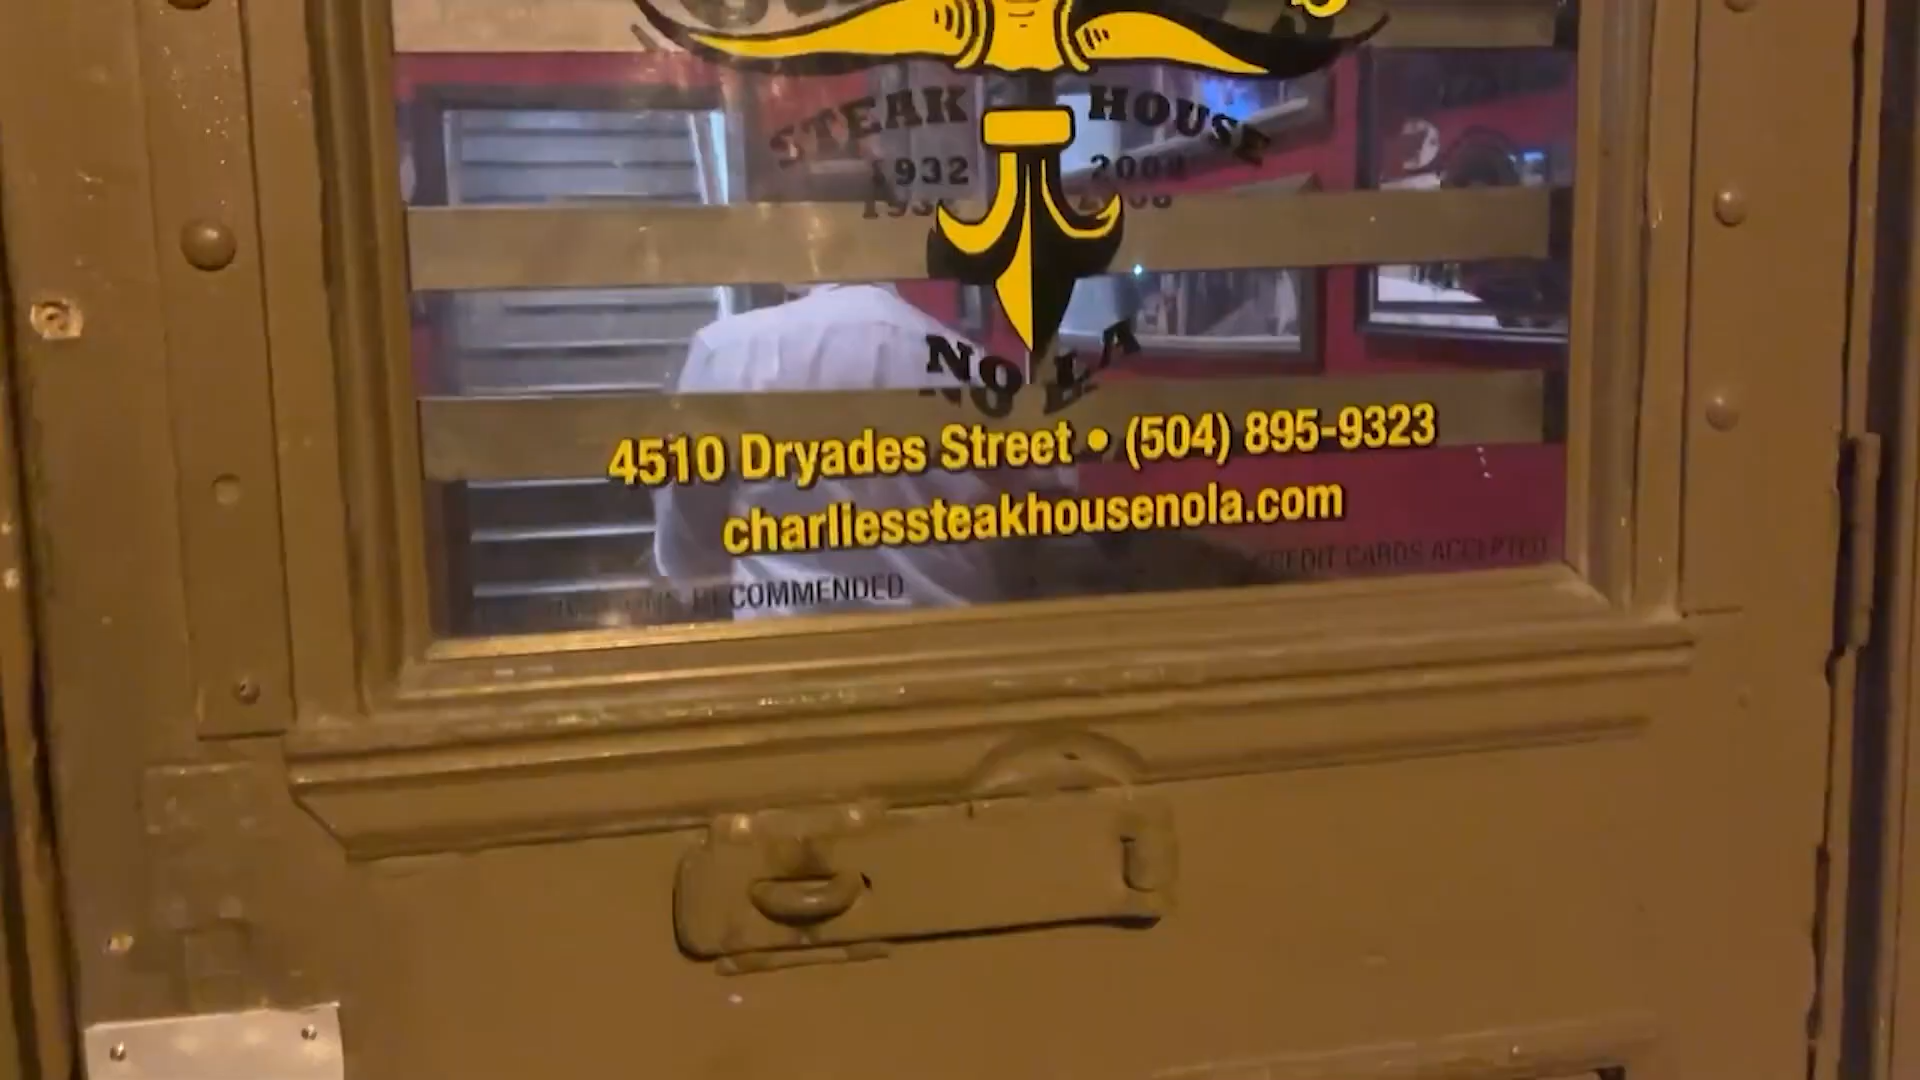 STEAK HOUSE
1932 2008
NOLA
4510 Dryades Street • (504) 895-9323
charliessteakhousenola.com
RECOMMENDED
CREDIT CARDS ACCEPTED